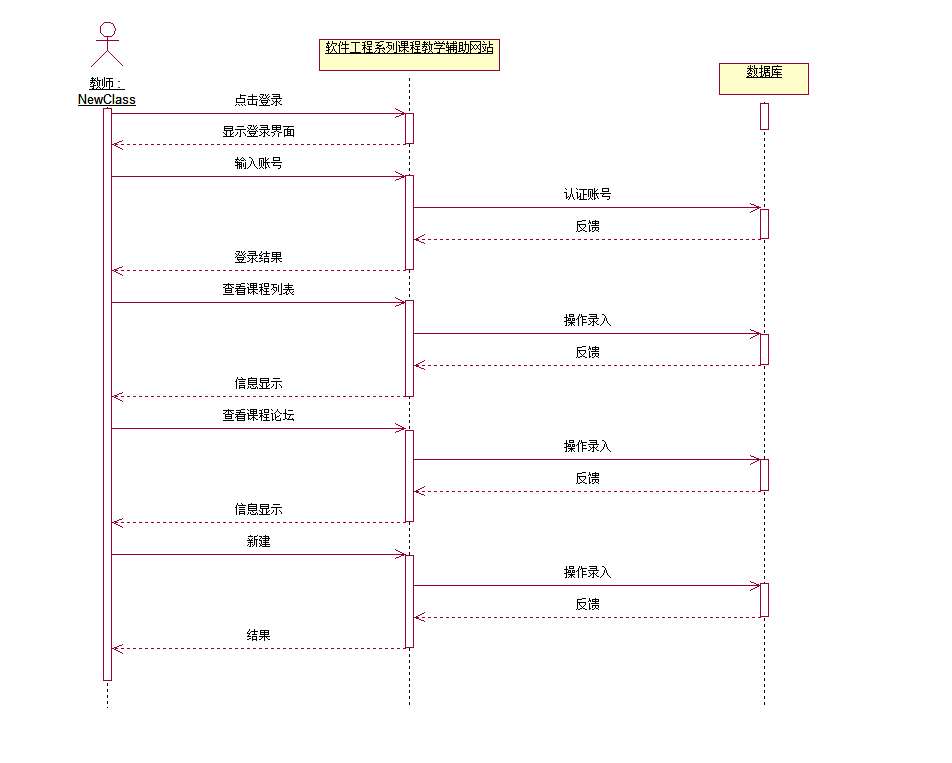 软件工程系列课程教学辅助网站
数据库
教师：
NewClass
点击登录
显示登录界面
输入账号
认证账号
反馈
登录结果
查看课程列表
操作录入
反馈
信息显示
查看课程论坛
操作录入
反馈
信息显示
新建
操作录入
反馈
结果